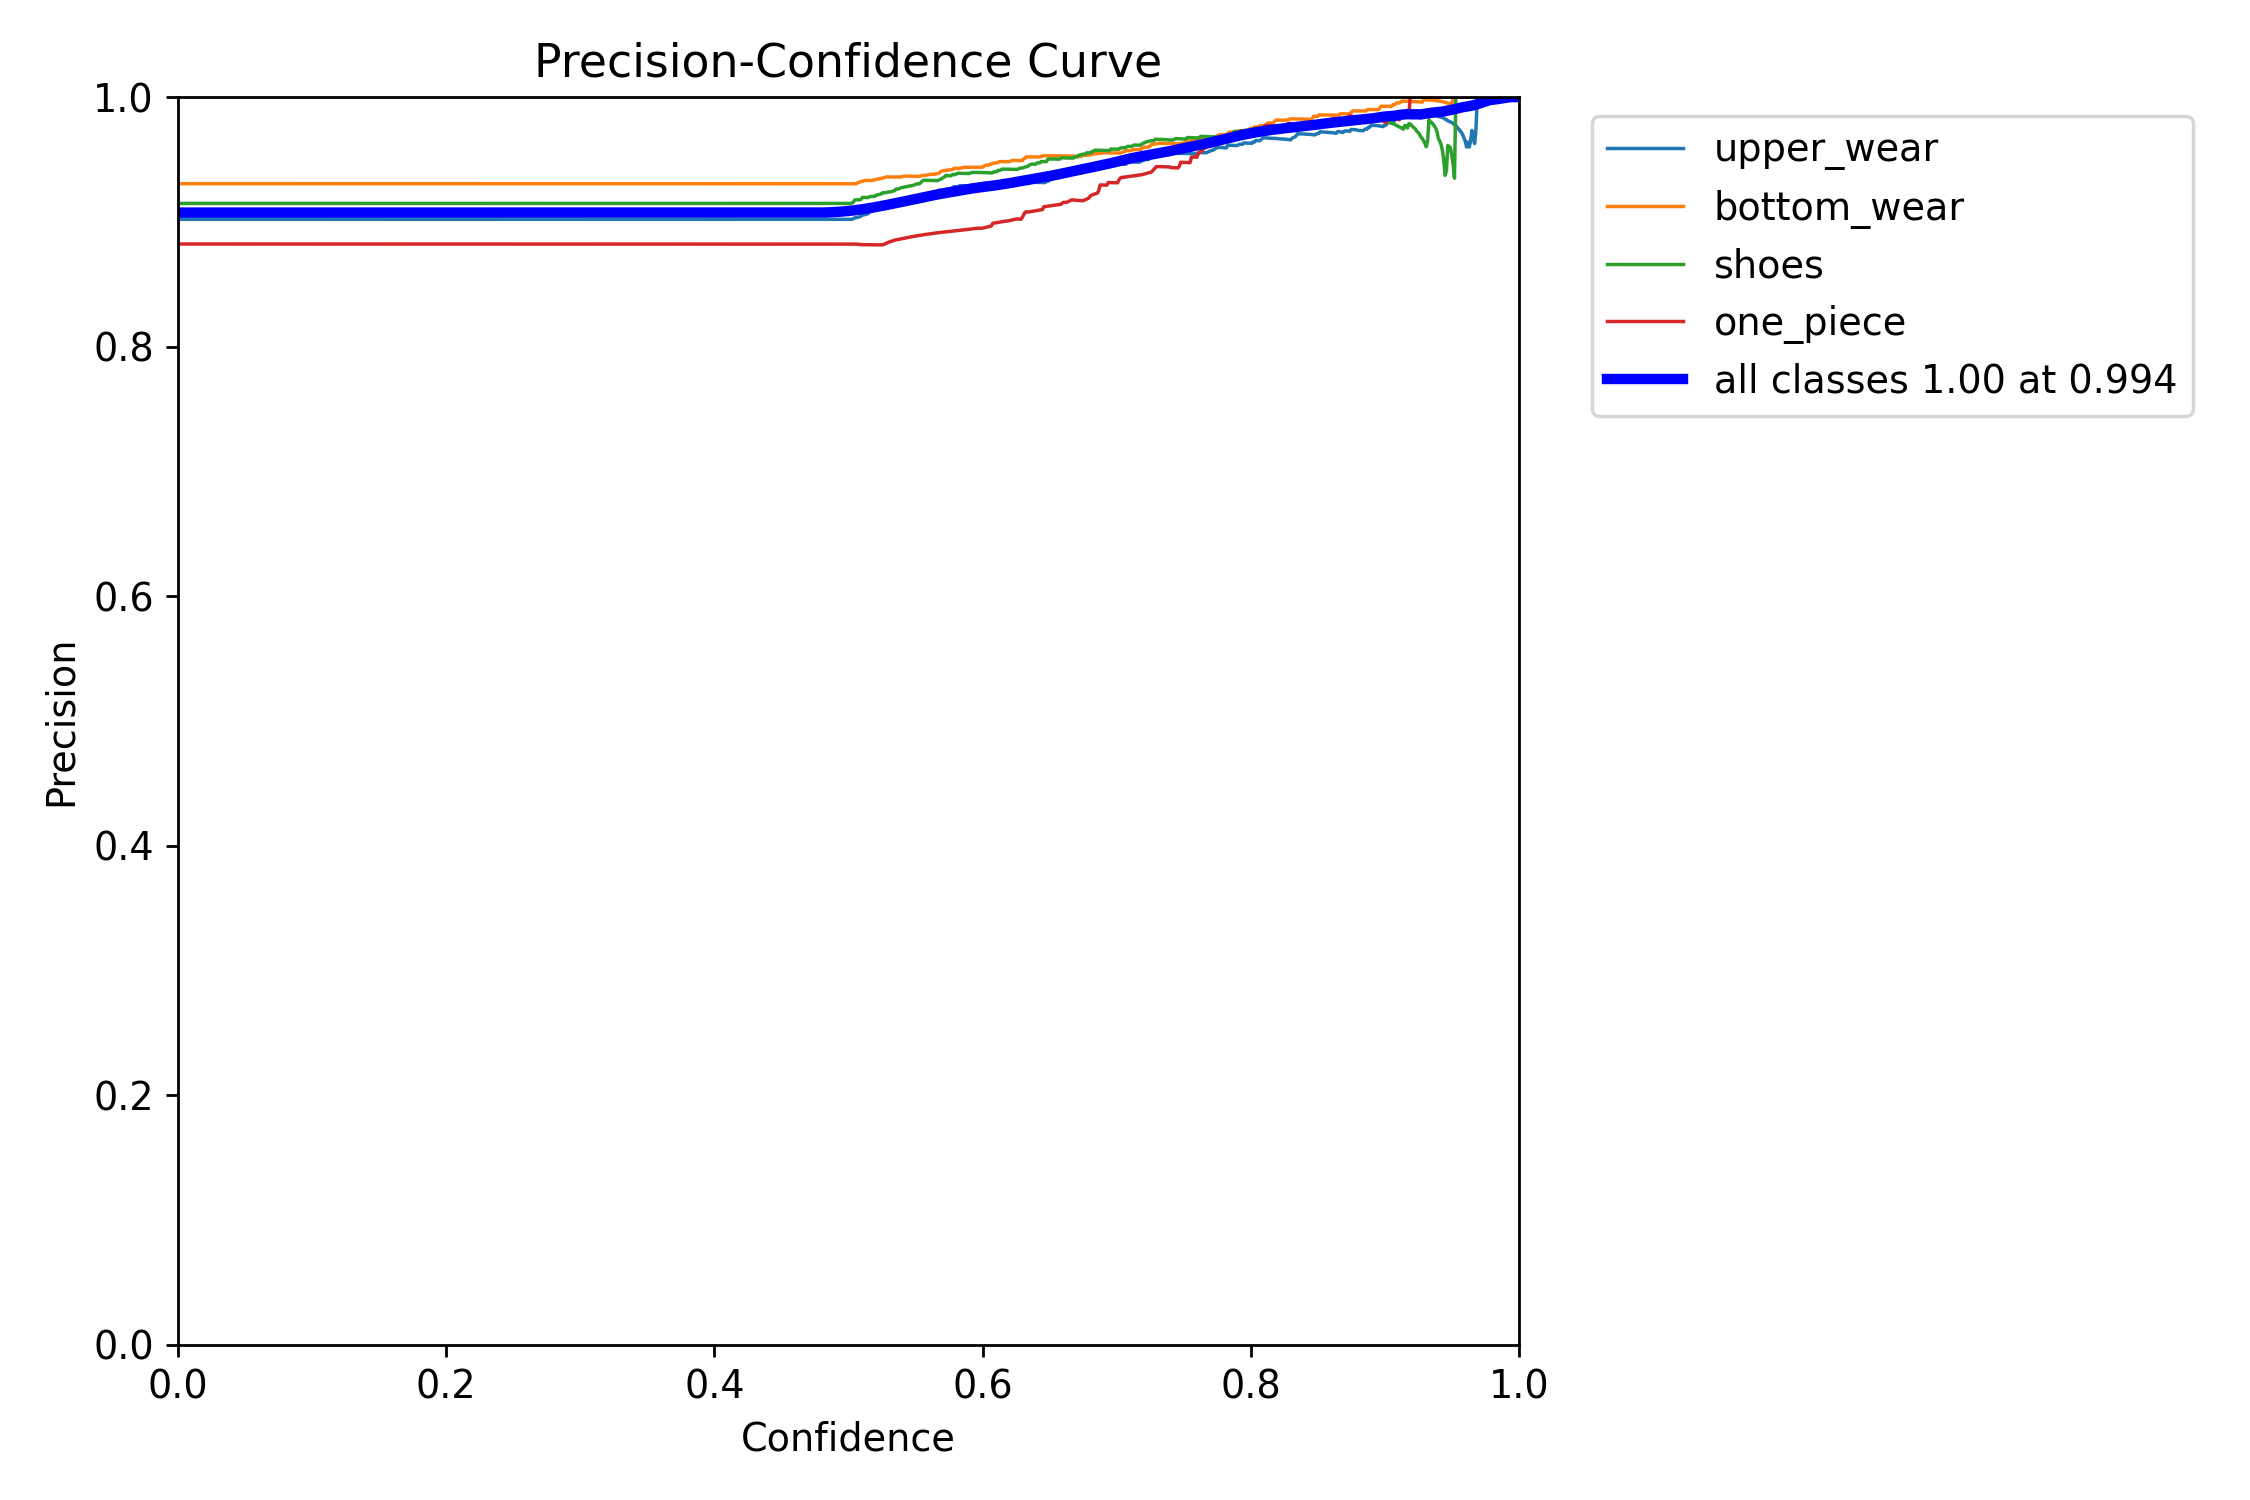 Precision-Confidence Curve
1.0
0.8
0.6
0.4
0.2
0.0
Precision
0.0 0.2 0.4 0.6 0.8 1.0
Confidence
upper_wear
bottom_wear
shoes
one_piece
all classes 1.00 at 0.994